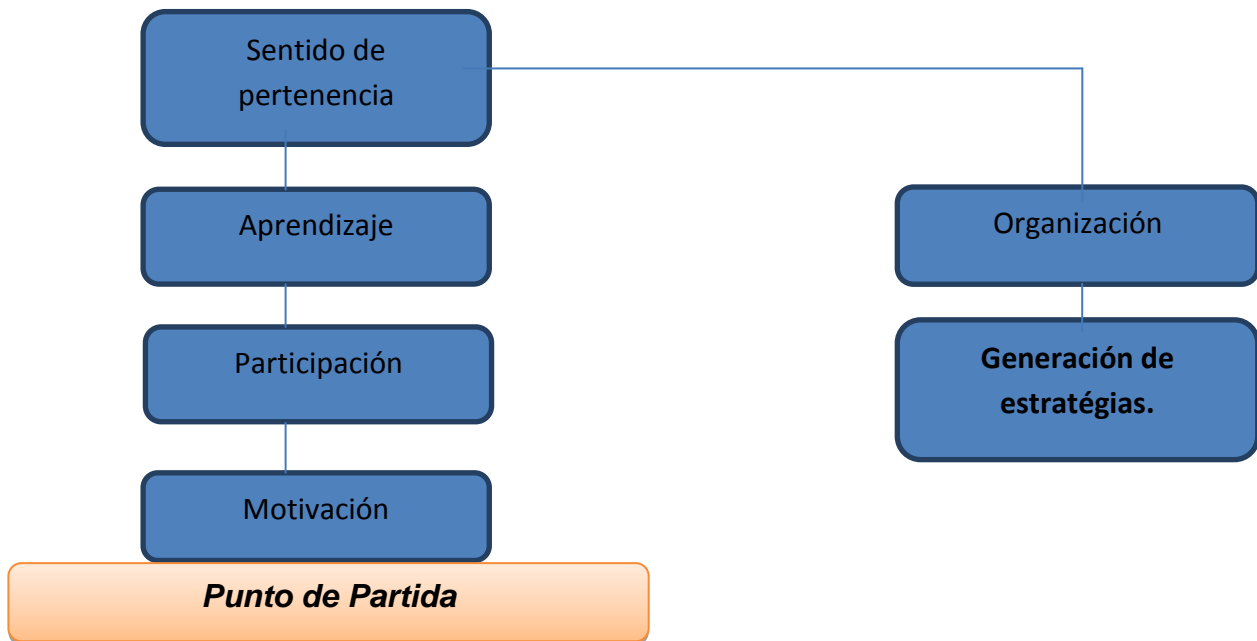 Sentido de
pertenencia
Aprendizaje
Participación
Motivación
Punto de Partida
Organización
Generación de
estratégias.